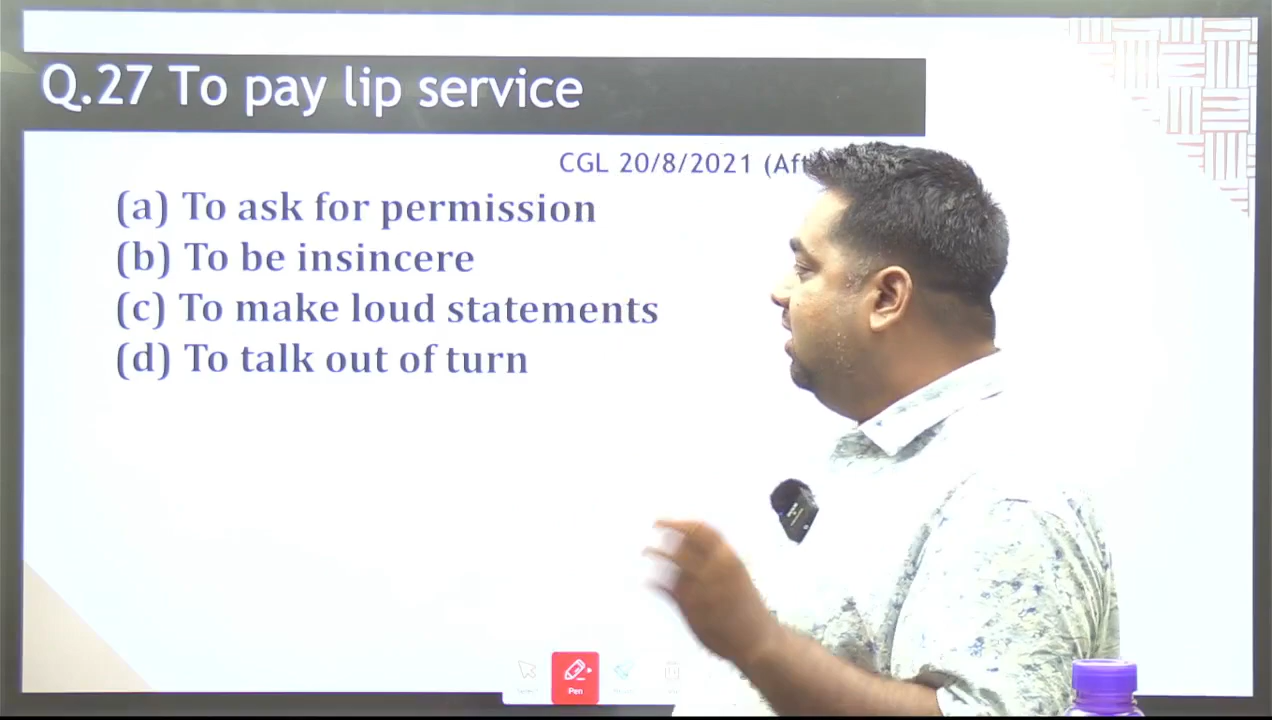 Q.27 To pay lip service
CGL 20/8/2021 (Aft
(a) To ask for permission
(b) To be insincere
(c) To make loud statements
(d) To talk out of turn
Pen